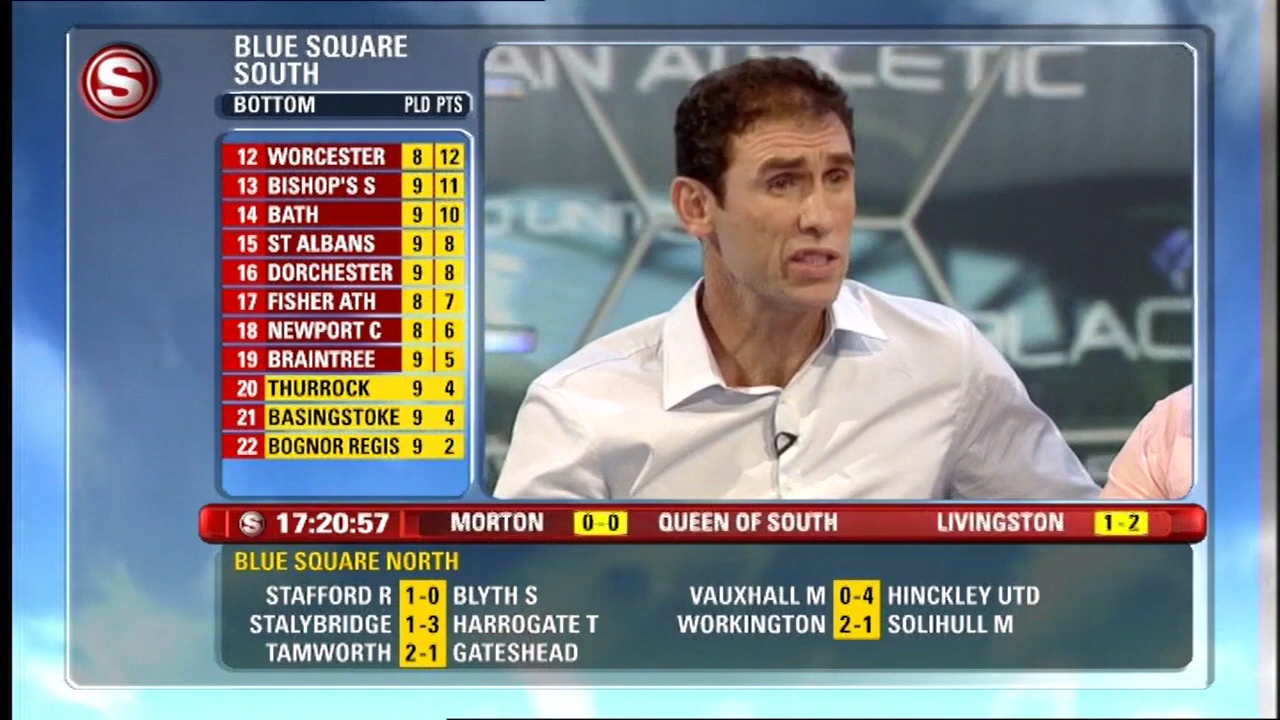 S
BLUE SQUARE
SOUTH
BOTTOM PLD PTS
12 WORCESTER 8 12
13 BISHOP'S S 9 11
14 BATH 9 10
15 ST ALBANS 9 8
16 DORCHESTER 9 8
17 FISHER ATH 8 7
18 NEWPORT C 8 6
19 BRAINTREE 9 5
20 THURROCK 9 4
21 BASINGSTOKE 9 4
22 BOGNOR REGIS 9 2
AN ATHLETIC
UNIT
LAC
S 17:20:57 MORTON 0-0 QUEEN OF SOUTH LIVINGSTON 1-2
BLUE SQUARE NORTH
STAFFORD R 1-0 BLYTH S VAUXHALL M 0-4 HINCKLEY UTD
STALYBRIDGE 1-3 HARROGATE T WORKINGTON 2-1 SOLIHULL M
TAMWORTH 2-1 GATESHEAD